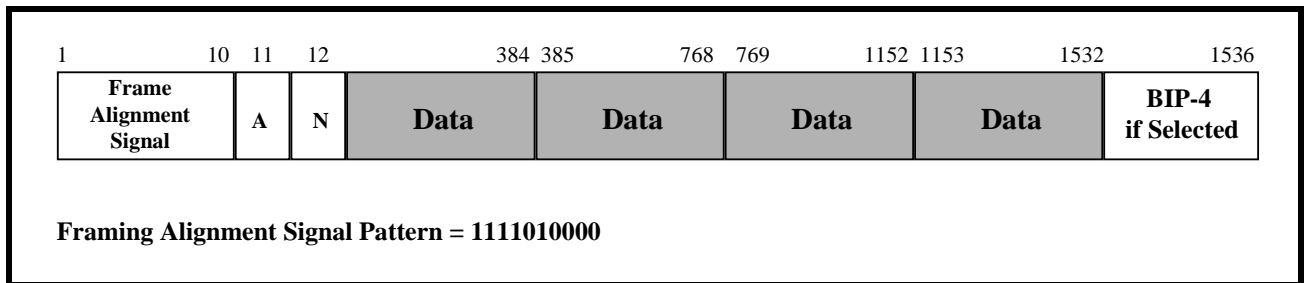 1 10 11 12 384 385 768 769 1152 1153 1532 1536
Frame
Alignment
Signal
A
N
Data
Data
Data
Data
BIP-4
if Selected
Framing Alignment Signal Pattern = 1111010000